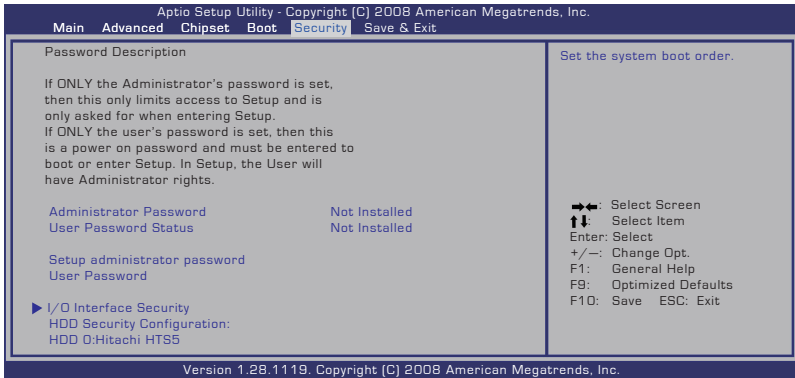 Aptio Setup Utility - Copyright (C) 2008 American Megatrends, Inc.
Main Advanced Chipset Boot Security Save & Exit
Password Description
If ONLY the Administrator's password is set,
then this only limits access to Setup and is
only asked for when entering Setup.
If ONLY the user's password is set, then this
is a power on password and must be entered to
boot or enter Setup. In Setup, the User will
have Administrator rights.
Administrator Password Not Installed
User Password Status Not Installed
Setup administrator password
User Password
I/O Interface Security
HDD Security Configuration:
HDD 0:Hitachi HTS5
Set the system boot order.
→←: Select Screen
↑↓: Select Item
Enter: Select
+/—: Change Opt.
F1: General Help
F9: Optimized Defaults
F10: Save ESC: Exit
Version 1.28.1119. Copyright (C) 2008 American Megatrends, Inc.